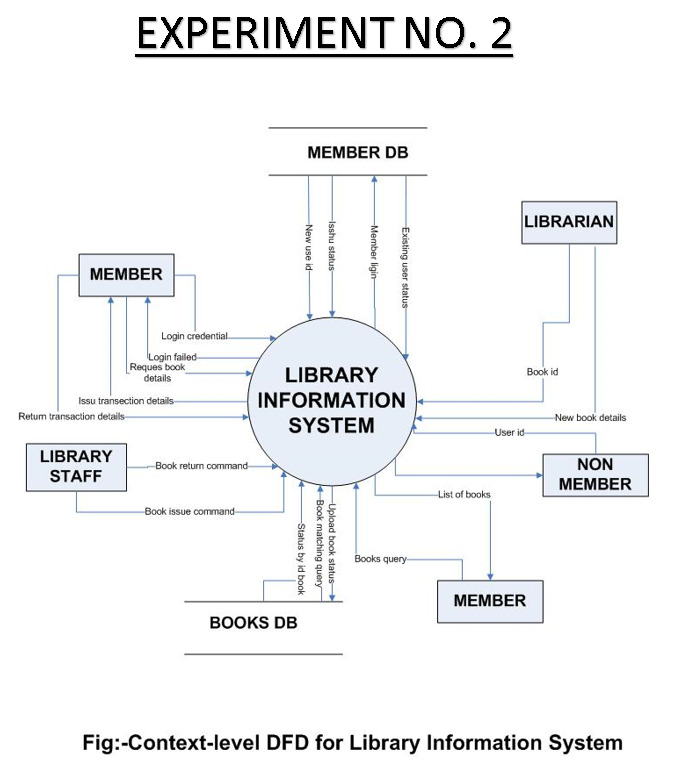 EXPERIMENT NO. 2
MEMBER DB
New use id
Isshu status
Member ligin
Existing user status
LIBRARIAN
MEMBER
Login credential
Login failed
Reques book
details
Issu transection details
Return transaction details
LIBRARY
INFORMATION
SYSTEM
Book id
New book details
User id
LIBRARY
STAFF
Book return command
Book issue command
NON
MEMBER
List of books
Books query
MEMBER
Status by id book
Book matching query
Upload book status
BOOKS DB
Fig:-Context-level DFD for Library Information System